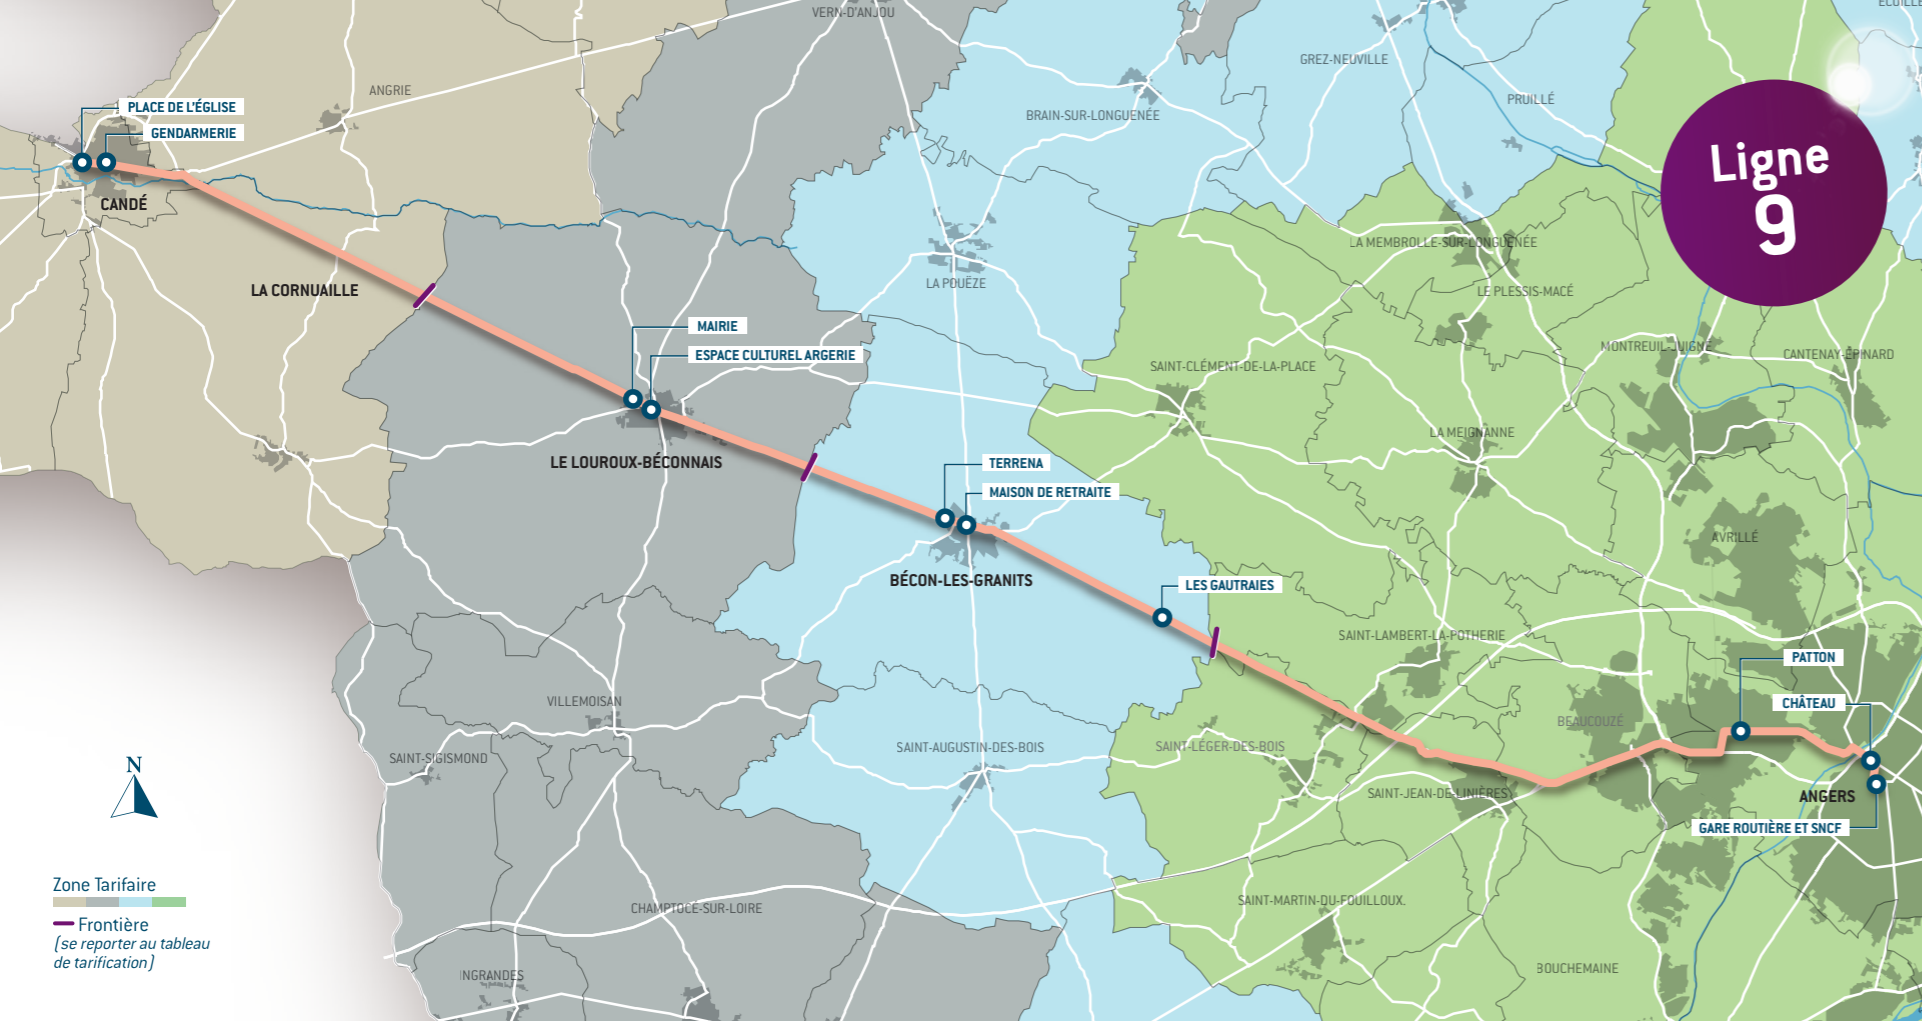 VERN-D'ANJOU
GREZ-NEUVILLE
ANGRIE
PRUILLÉ
PLACE DE L'ÉGLISE
BRAIN-SUR-LONGUENÉE
GENDARMERIE
Ligne
9
CANDÉ
LA MEMBROLLE-SUR-LONGUENÉE
LA POUËZE
LA CORNUAILLE
LE PLESSIS-MACÉ
MAIRIE
MONTREUIL-JUIGNÉ
ESPACE CULTUREL ARGERIE
CANTENAY-ÉPINARD
SAINT-CLÉMENT-DE-LA-PLACE
LA MEIGNANNE
LE LOUROUX-BÉCONNAIS
TERRENA
MAISON DE RETRAITE
AVRILLÉ
BÉCON-LES-GRANITS
LES GAUTRAIES
SAINT-LAMBERT-LA-POTHERIE
PATTON
VILLEMOISAN
CHÂTEAU
BEAUCOUZÉ
SAINT-AUGUSTIN-DES-BOIS
SAINT-LÉGER-DES-BOIS
SAINT-SIGISMOND
N
SAINT-JEAN-DE-LINIÈRES
ANGERS
GARE ROUTIÈRE ET SNCF
Zone Tarifaire
SAINT-MARTIN-DU-FOUILLOUX.
CHAMPTOCÉ-SUR-LOIRE
Frontière
(se reporter au tableau
de tarification)
BOUCHEMAINE
INGRANDES